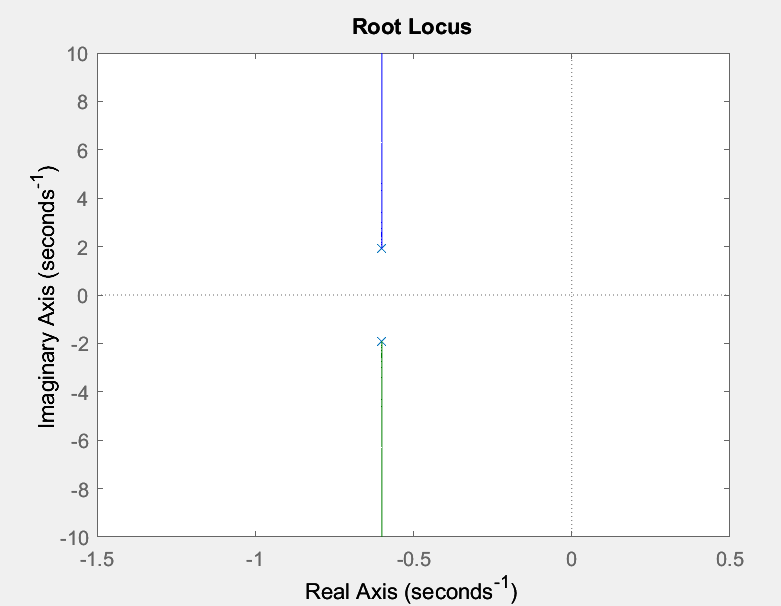 Root Locus
10
8
6
4
2
0
-2
-4
-6
-8
-10
Imaginary Axis (seconds⁻¹)
-1.5 -1 -0.5 0 0.5
Real Axis (seconds⁻¹)